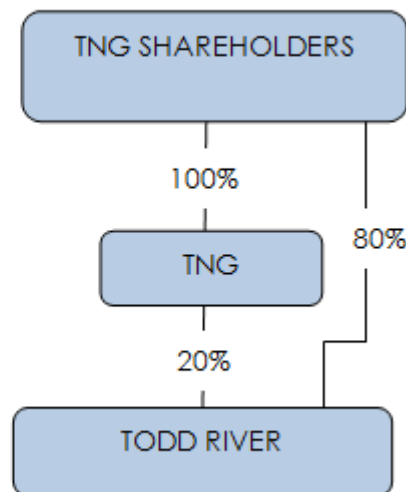 TNG SHAREHOLDERS
100%
80%
TNG
20%
TODD RIVER